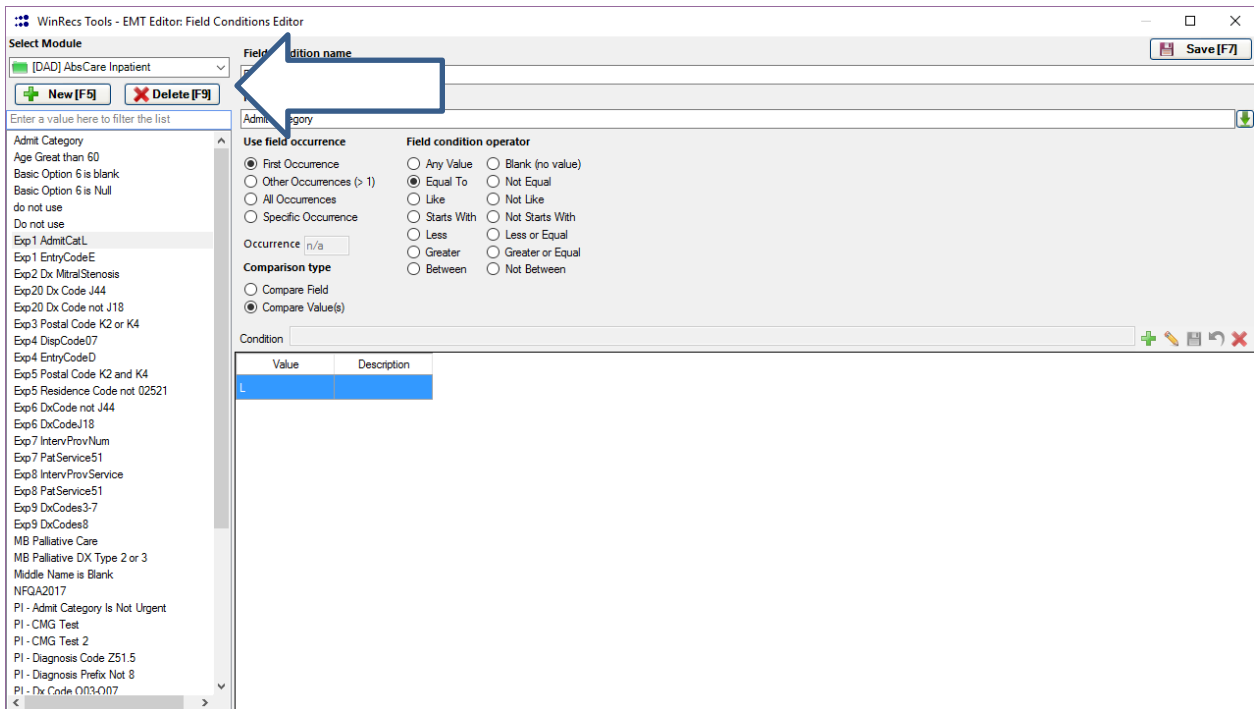 WinRecs Tools - EMT Editor: Field Conditions Editor
Select Module
[DAD] AbsCare Inpatient
New [F5]
Delete [F9]
Enter a value here to filter the list
Admit Category
Age Great than 60
Basic Option 6 is blank
Basic Option 6 is Null
do not use
Do not use
Exp1 AdmitCatL
Exp1 EntryCodeE
Exp2 Dx MitralStenosis
Exp20 Dx Code J44
Exp20 Dx Code not J18
Exp3 Postal Code K2 or K4
Exp4 DispCode07
Exp4 EntryCodeD
Exp5 Postal Code K2 and K4
Exp5 Residence Code not 02521
Exp6 DxCode not J44
Exp6 DxCodeJ18
Exp7 IntervProvNum
Exp7 PatService51
Exp8 IntervProvService
Exp8 PatService51
Exp9 DxCodes3-7
Exp9 DxCodes8
MB Palliative Care
MB Palliative DX Type 2 or 3
Middle Name is Blank
NFQA2017
PI - Admit Category Is Not Urgent
PI - CMG Test
PI - CMG Test 2
PI - Diagnosis Code Z51.5
PI - Diagnosis Prefix Not 8
PI - Dx Code O03-O07
Field dition name
Save [F7]
Admit egory
Use field occurrence
First Occurrence
Other Occurrences (> 1)
All Occurrences
Specific Occurrence
Occurrence n/a
Comparison type
Compare Field
Compare Value(s)
Field condition operator
Any Value Blank (no value)
Equal To Not Equal
Like Not Like
Starts With Not Starts With
Less Less or Equal
Greater Greater or Equal
Between Not Between
Condition
Value Description
L